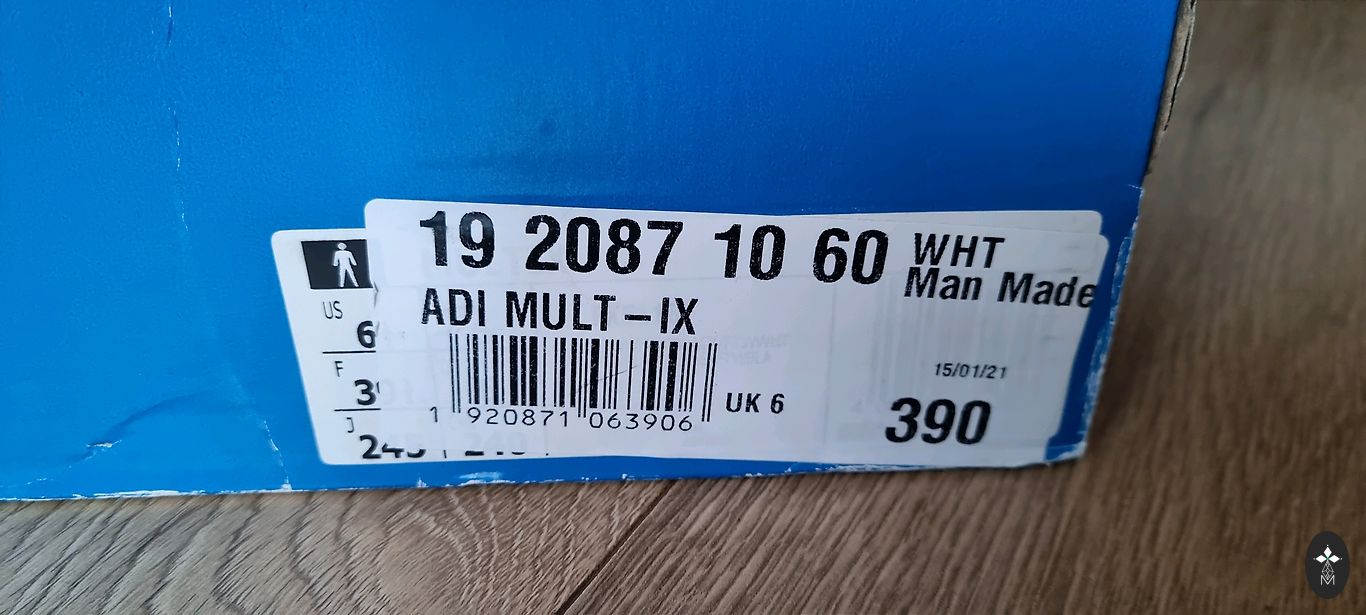 19 2087 10 60 WHT
Man Made
ADI MULT-IX
US
F
J
15/01/21
1 920871 063906
UK 6
390
M